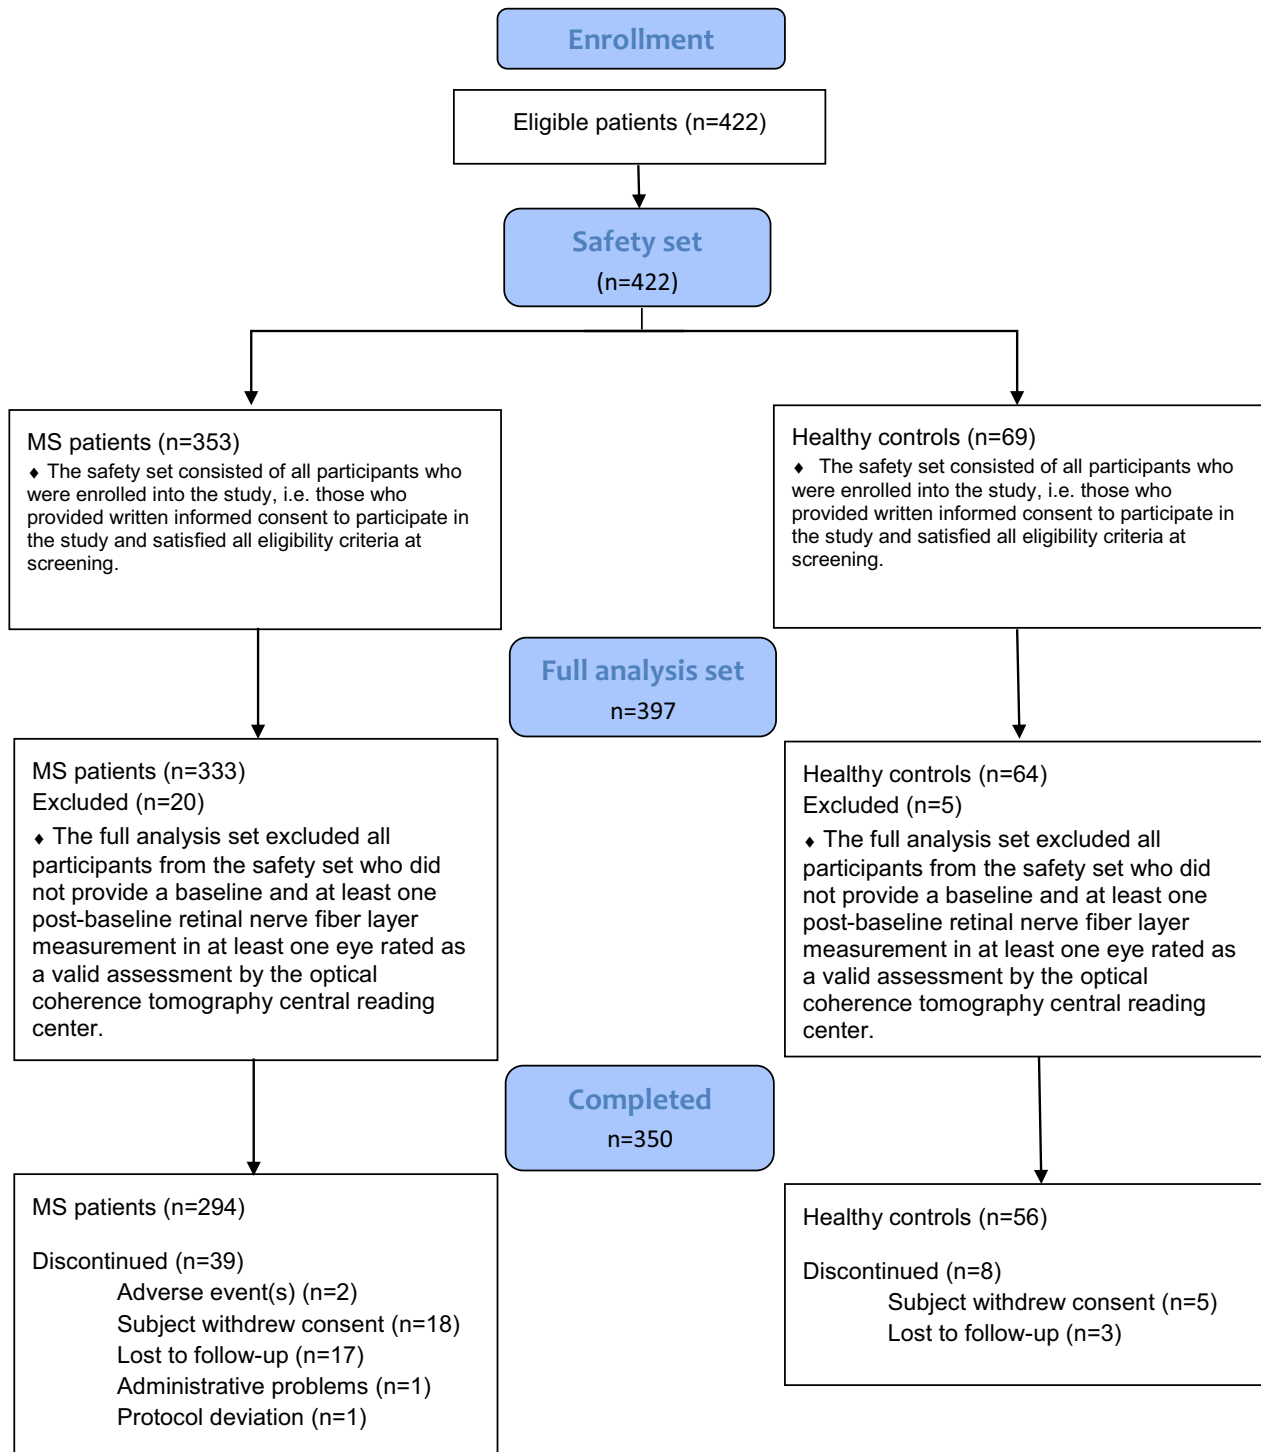 Enrollment
Eligible patients (n=422)
Safety set
(n=422)
MS patients (n=353)
♦ The safety set consisted of all participants who
were enrolled into the study, i.e. those who
provided written informed consent to participate in
the study and satisfied all eligibility criteria at
screening.
Healthy controls (n=69)
♦ The safety set consisted of all participants who
were enrolled into the study, i.e. those who
provided written informed consent to participate in
the study and satisfied all eligibility criteria at
screening.
Full analysis set
n=397
MS patients (n=333)
Excluded (n=20)
♦ The full analysis set excluded all
participants from the safety set who did
not provide a baseline and at least one
post-baseline retinal nerve fiber layer
measurement in at least one eye rated as
a valid assessment by the optical
coherence tomography central reading
center.
Healthy controls (n=64)
Excluded (n=5)
♦ The full analysis set excluded all
participants from the safety set who did
not provide a baseline and at least one
post-baseline retinal nerve fiber layer
measurement in at least one eye rated as
a valid assessment by the optical
coherence tomography central reading
center.
Completed
n=350
MS patients (n=294)
Discontinued (n=39)
Adverse event(s) (n=2)
Subject withdrew consent (n=18)
Lost to follow-up (n=17)
Administrative problems (n=1)
Protocol deviation (n=1)
Healthy controls (n=56)
Discontinued (n=8)
Subject withdrew consent (n=5)
Lost to follow-up (n=3)